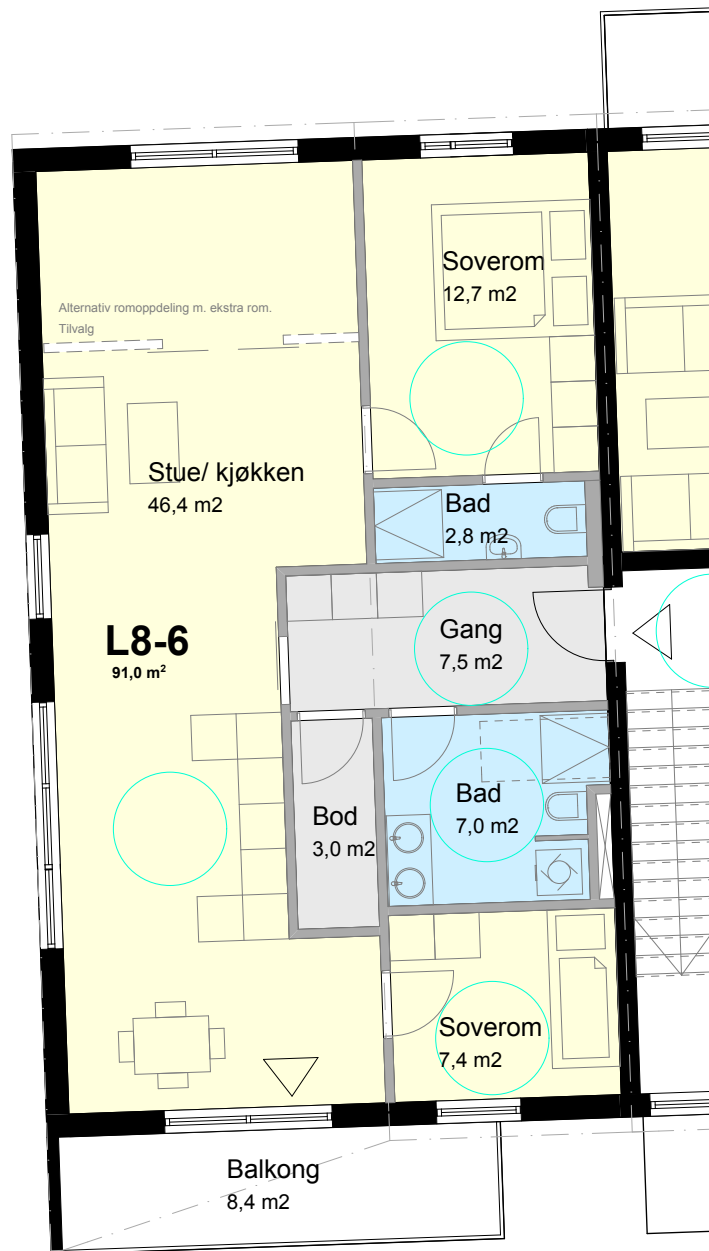 Soverom
12,7 m2
Alternativ romoppdeling m. ekstra rom.
Tilvalg
Stue/ kjøkken
46,4 m2
Bad
2,8 m2
L8-6
91,0 m²
Gang
7,5 m2
Bad
7,0 m2
Bod
3,0 m2
Soverom
7,4 m2
Balkong
8,4 m2